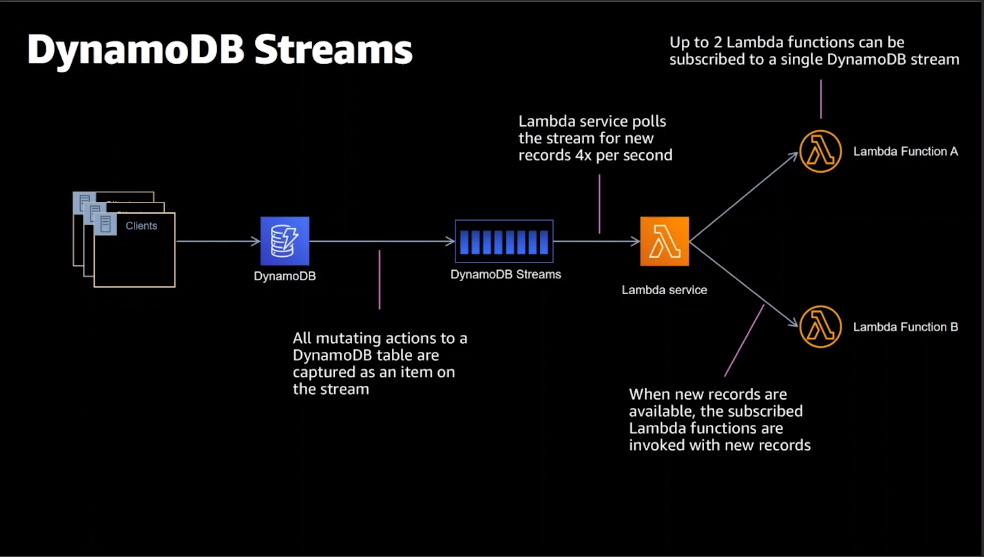 DynamoDB Streams
Up to 2 Lambda functions can be
subscribed to a single DynamoDB stream
Lambda service polls
the stream for new
records 4x per second
Lambda Function A
Clients
DynamoDB
DynamoDB Streams
Lambda service
Lambda Function B
All mutating actions to a
DynamoDB table are
captured as an item on
the stream
When new records are
available, the subscribed
Lambda functions are
invoked with new records